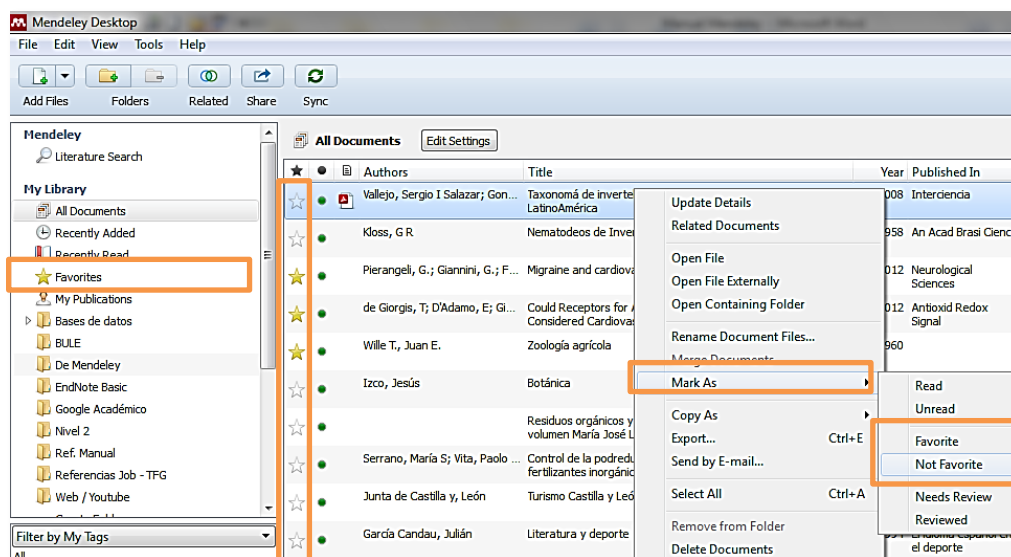 Mendeley Desktop
File Edit View Tools Help
Add Files Folders Related Share Sync
Mendeley
Literature Search
My Library
All Documents
Recently Added
Recently Read
Favorites
My Publications
Bases de datos
BULE
De Mendeley
EndNote Basic
Google Académico
Nivel 2
Ref. Manual
Referencias Job - TFG
Web / Youtube
Filter by My Tags
All
All Documents Edit Settings
Authors Title Year Published In
Vallejo, Sergio I Salazar; Gon... Taxonomá de inverte 008 Interciencia
LatinoAmérica
Kloss, G R Nematodeos de Inver 958 An Acad Brasi Cienc
Pierangeli, G.; Giannini, G.; F... Migraine and cardiova 012 Neurological
Sciences
de Giorgis, T; D'Adamo, E; Gi... Could Receptors for A 012 Antioxid Redox
Considered Cardiovas Signal
Wille T., Juan E. Zoología agrícola 960
Izco, Jesús Botánica
Residuos orgánicos y
volumen María José L
Serrano, María S; Vita, Paolo ... Control de la podredu
fertilizantes inorgánic
Junta de Castilla y, León Turismo Castilla y Leó
García Candau, Julián Literatura y deporte
el deporte
Update Details
Related Documents
Open File
Open File Externally
Open Containing Folder
Rename Document Files...
Merge Documents
Mark As
Copy As
Export... Ctrl+E
Send by E-mail...
Select All Ctrl+A
Remove from Folder
Delete Documents
Read
Unread
Favorite
Not Favorite
Needs Review
Reviewed